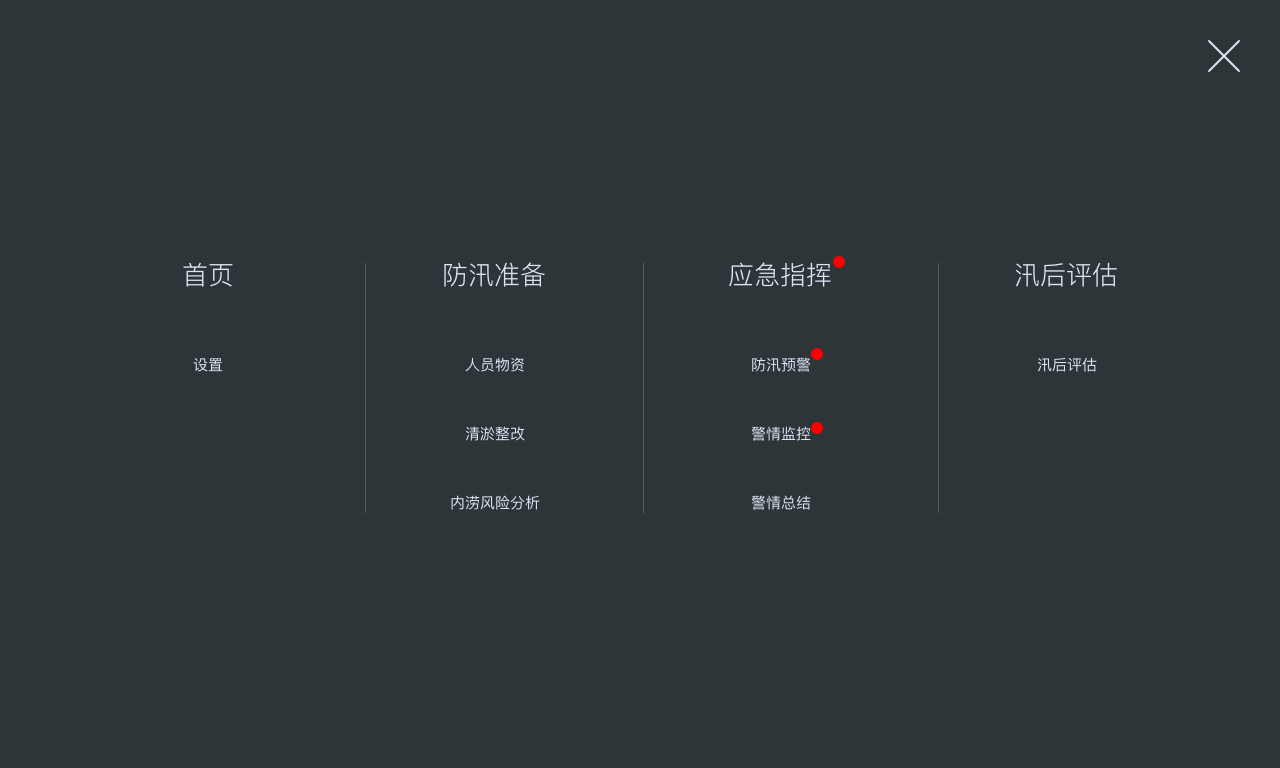 首页
设置
防汛准备
人员物资
清淤整改
内涝风险分析
应急指挥
防汛预警
警情监控
警情总结
汛后评估
汛后评估